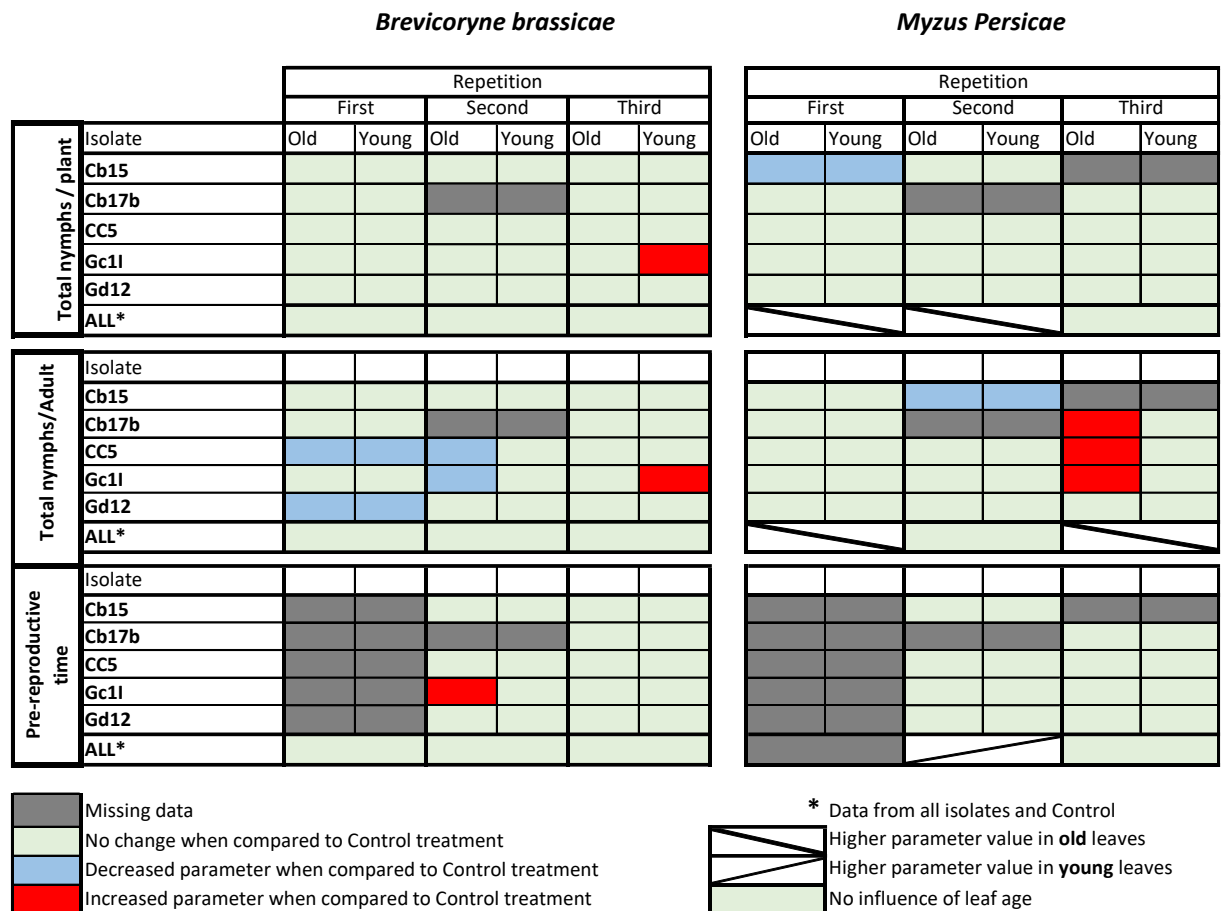 Brevicoryne brassicae Myzus Persicae
Repetition Repetition
First Second Third First Second Third
Isolate Old Young Old Young Old Young Old Young Old Young Old Young
Total nymphs / plant
Cb15
Cb17b
CC5
Gc1I
Gd12
ALL*
Total nymphs/Adult
Isolate
Cb15
Cb17b
CC5
Gc1I
Gd12
ALL*
Pre-reproductive
time
Isolate
Cb15
Cb17b
CC5
Gc1I
Gd12
ALL*
Missing data
No change when compared to Control treatment
Decreased parameter when compared to Control treatment
Increased parameter when compared to Control treatment
* Data from all isolates and Control
Higher parameter value in old leaves
Higher parameter value in young leaves
No influence of leaf age